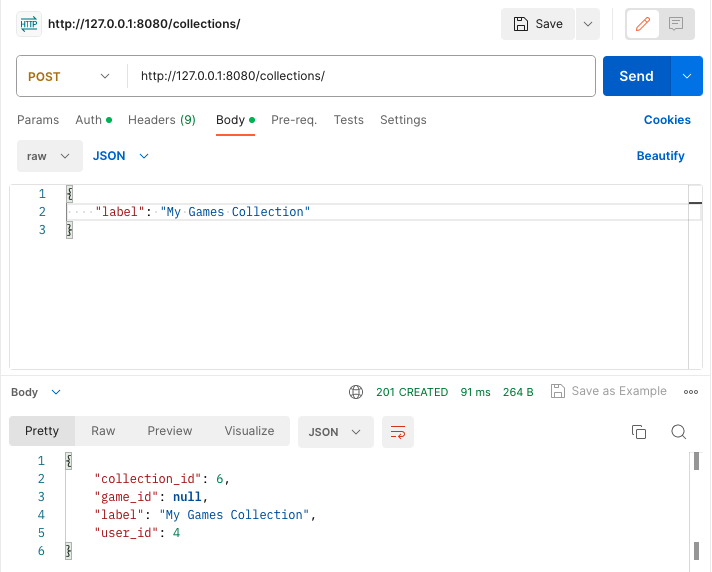 HTTP http://127.0.0.1:8080/collections/ Save
POST http://127.0.0.1:8080/collections/ Send
Params Auth Headers (9) Body Pre-req. Tests Settings Cookies
raw JSON Beautify
1 {
2 "label": "My Games Collection"
3 }
Body 201 CREATED 91 ms 264 B Save as Example
Pretty Raw Preview Visualize JSON
1 {
2 "collection_id": 6,
3 "game_id": null,
4 "label": "My Games Collection",
5 "user_id": 4
6 }